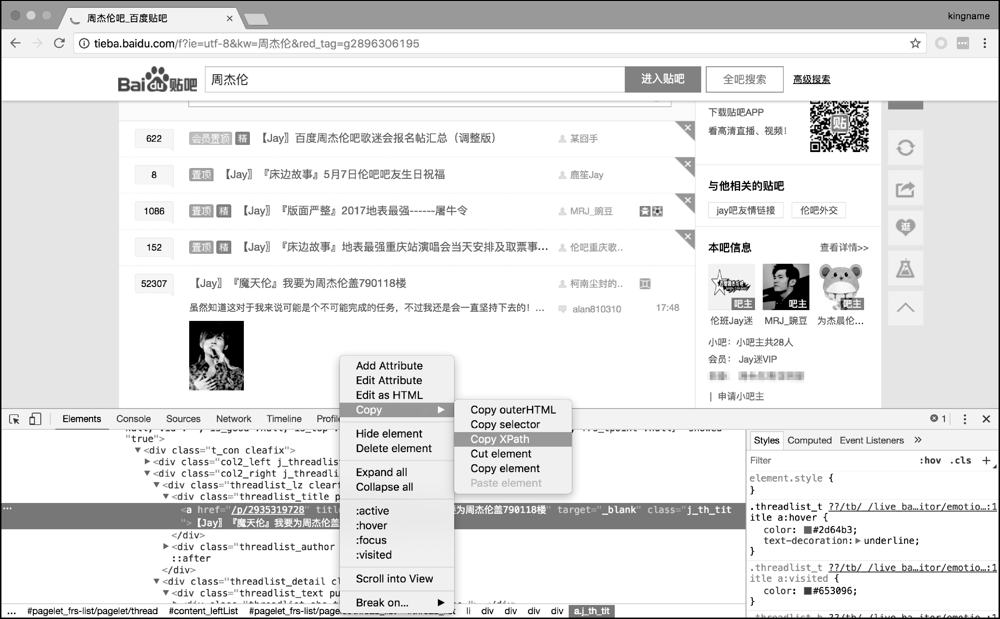 周杰伦吧_百度贴吧
kingname
tieba.baidu.com/f?ie=utf-8&kw=周杰伦&red_tag=g2896306195
Bai du 贴吧
周杰伦
进入贴吧
全吧搜索
高级搜索
下载贴吧APP
看高清直播、视频！
贴
622 会员置顶 精 【Jay】百度周杰伦吧歌迷会报名帖汇总（调整版） 某囧手
8 置顶 【Jay】『床边故事』5月7日伦吧吧友生日祝福 鹿笙Jay
1086 置顶 精 【Jay】『版面严整』2017地表最强------屠牛令 MRJ_豌豆
152 置顶 精 【Jay】『床边故事』地表最强重庆站演唱会当天安排及取票事... 伦吧重庆歌..
52307 【Jay】『魔天伦』我要为周杰伦盖790118楼 柯南尘封的..
虽然知道这对于我来说可能是个不可能完成的任务，不过我还是会一直坚持下去的！... alan810310 17:48
与他相关的贴吧
jay吧友情链接 伦吧外交
本吧信息 查看详情>>
吧主 吧主 吧主
伦班Jay迷 MRJ_豌豆 为杰晨伦...
小吧：小吧主共28人
会员： Jay迷VIP
| 申请小吧主
逛
Add Attribute
Edit Attribute
Edit as HTML
Copy
Hide element
Delete element
Expand all
Collapse all
:active
:hover
:focus
:visited
Scroll into View
Break on...
Copy outerHTML
Copy selector
Copy XPath
Cut element
Copy element
Paste element
Elements Console Sources Network Timeline Profile
1
"true">
<div class="t_con cleafix">
<div class="col2_left j_threadlis
<div class="col2_right j_threadli
<div class="threadlist_lz clearf
<div class="threadlist_title p
<a href="/p/2935319728" titl 要为周杰伦盖790118楼" target="_blank" class="j_th_tit
">【Jay】『魔天伦』我要为周杰伦盖
</div>
<div class="threadlist_author
::after
</div>
<div class="threadlist_detail cl
<div class="threadlist_text pu
... #pagelet_frs-list/pagelet/thread #content_leftList #pagelet_frs-list/page li div div div div a.j_th_tit
Styles Computed Event Listeners »
Filter :hov .cls +
element.style {
}
.threadlist_t ??/tb/_/live_ba…itor/emotio…:1
itle a:hover {
color: #2d64b3;
text-decoration: underline;
}
.threadlist_t ??/tb/_/live_ba…itor/emotio…:1
itle a:visited {
color: #653096;
}